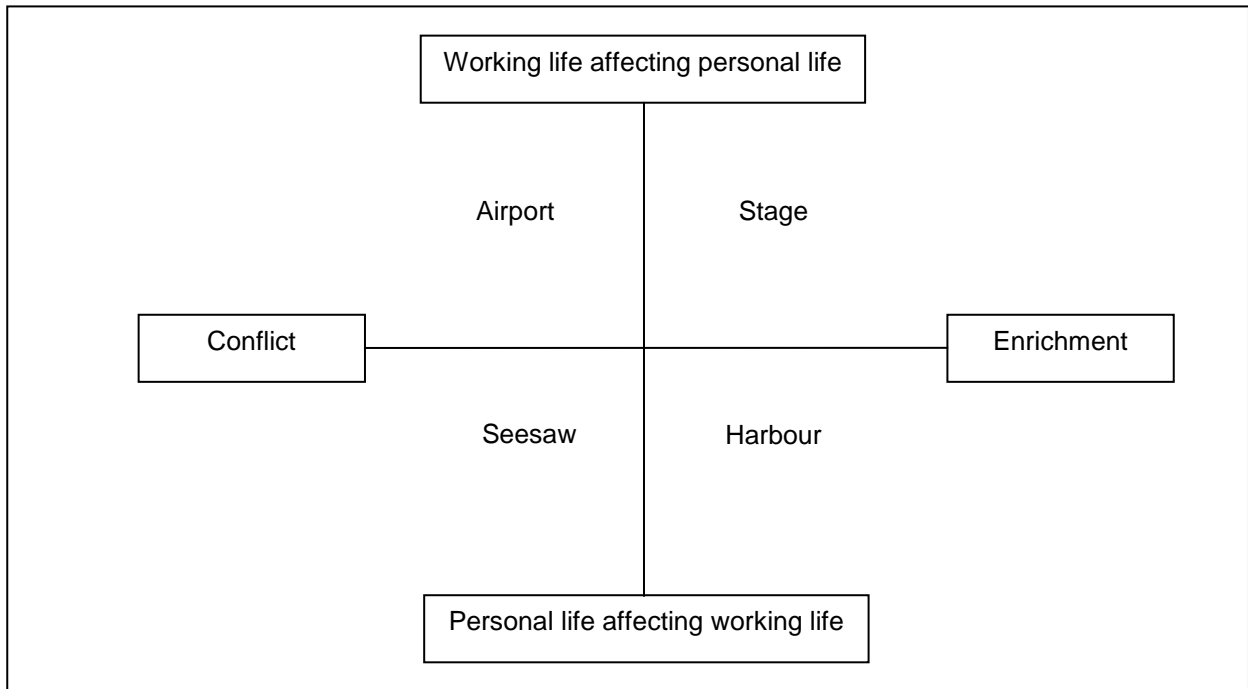 Working life affecting personal life
Airport
Stage
Conflict
Enrichment
Seesaw
Harbour
Personal life affecting working life